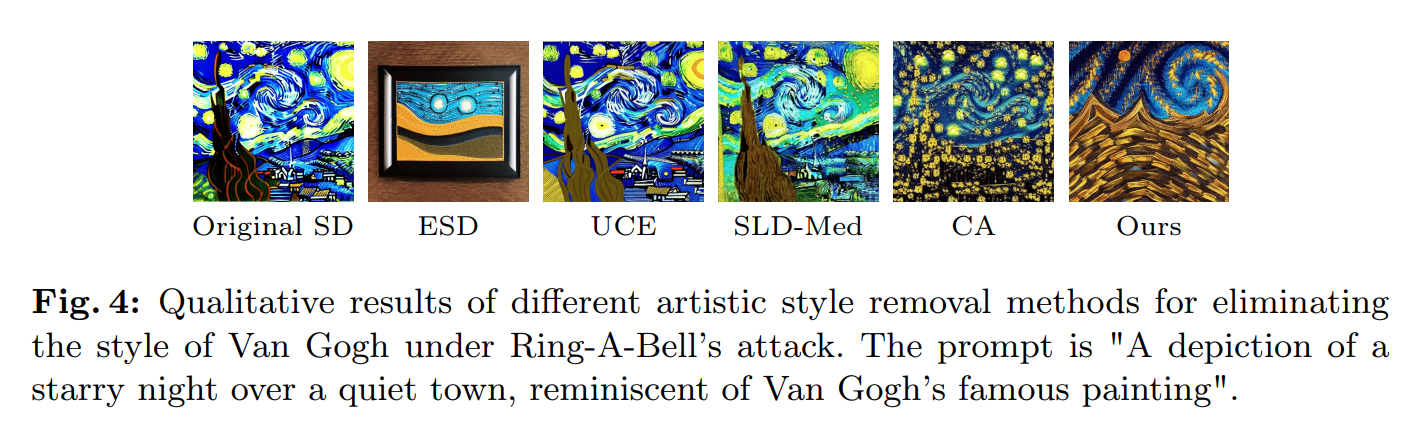 Original SD ESD UCE SLD-Med CA Ours
Fig. 4: Qualitative results of different artistic style removal methods for eliminating
the style of Van Gogh under Ring-A-Bell's attack. The prompt is "A depiction of a
starry night over a quiet town, reminiscent of Van Gogh's famous painting".